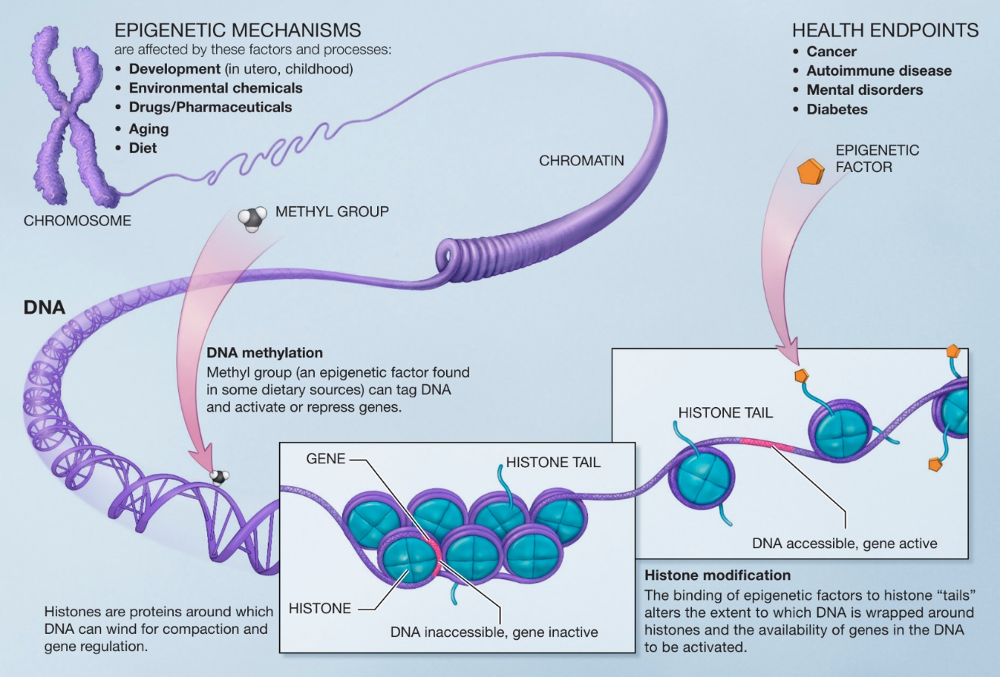 EPIGENETIC MECHANISMS
are affected by these factors and processes:
• Development (in utero, childhood)
• Environmental chemicals
• Drugs/Pharmaceuticals
• Aging
• Diet
HEALTH ENDPOINTS
• Cancer
• Autoimmune disease
• Mental disorders
• Diabetes
EPIGENETIC
FACTOR
CHROMATIN
CHROMOSOME
METHYL GROUP
DNA
DNA methylation
Methyl group (an epigenetic factor found
in some dietary sources) can tag DNA
and activate or repress genes.
HISTONE TAIL
GENE
HISTONE TAIL
DNA accessible, gene active
HISTONE
DNA inaccessible, gene inactive
Histones are proteins around which
DNA can wind for compaction and
gene regulation.
Histone modification
The binding of epigenetic factors to histone “tails”
alters the extent to which DNA is wrapped around
histones and the availability of genes in the DNA
to be activated.